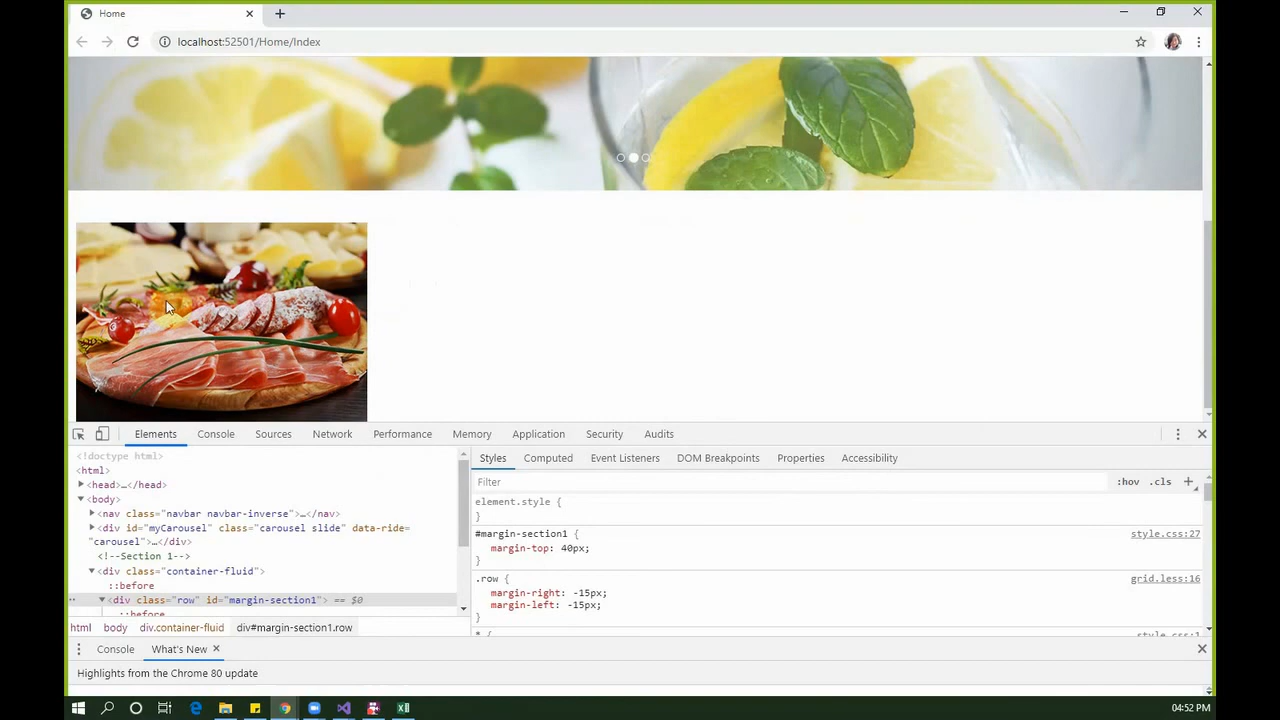 Home
localhost:52501/Home/Index
Elements Console Sources Network Performance Memory Application Security Audits
<!doctype html>
<html>
<head>…</head>
<body>
<nav class="navbar navbar-inverse">…</nav>
<div id="myCarousel" class="carousel slide" data-ride=
"carousel">…</div>
<!--Section 1-->
<div class="container-fluid">
::before
<div class="row" id="margin-section1"> == $0
::before
html body div.container-fluid div#margin-section1.row
Styles Computed Event Listeners DOM Breakpoints Properties Accessibility
Filter :hov .cls
element.style {
}
#margin-section1 { style.css:27
margin-top: 40px;
}
.row { grid.less:16
margin-right: -15px;
margin-left: -15px;
}
* { style.css:1
Console What's New
Highlights from the Chrome 80 update
04:52 PM